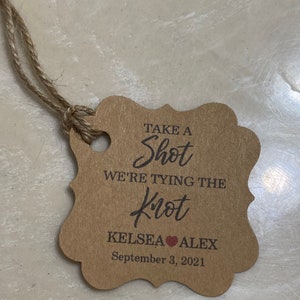 TAKE A
Shot
WE'RE TYING THE
Knot
KELSEA❤ALEX
September 3, 2021